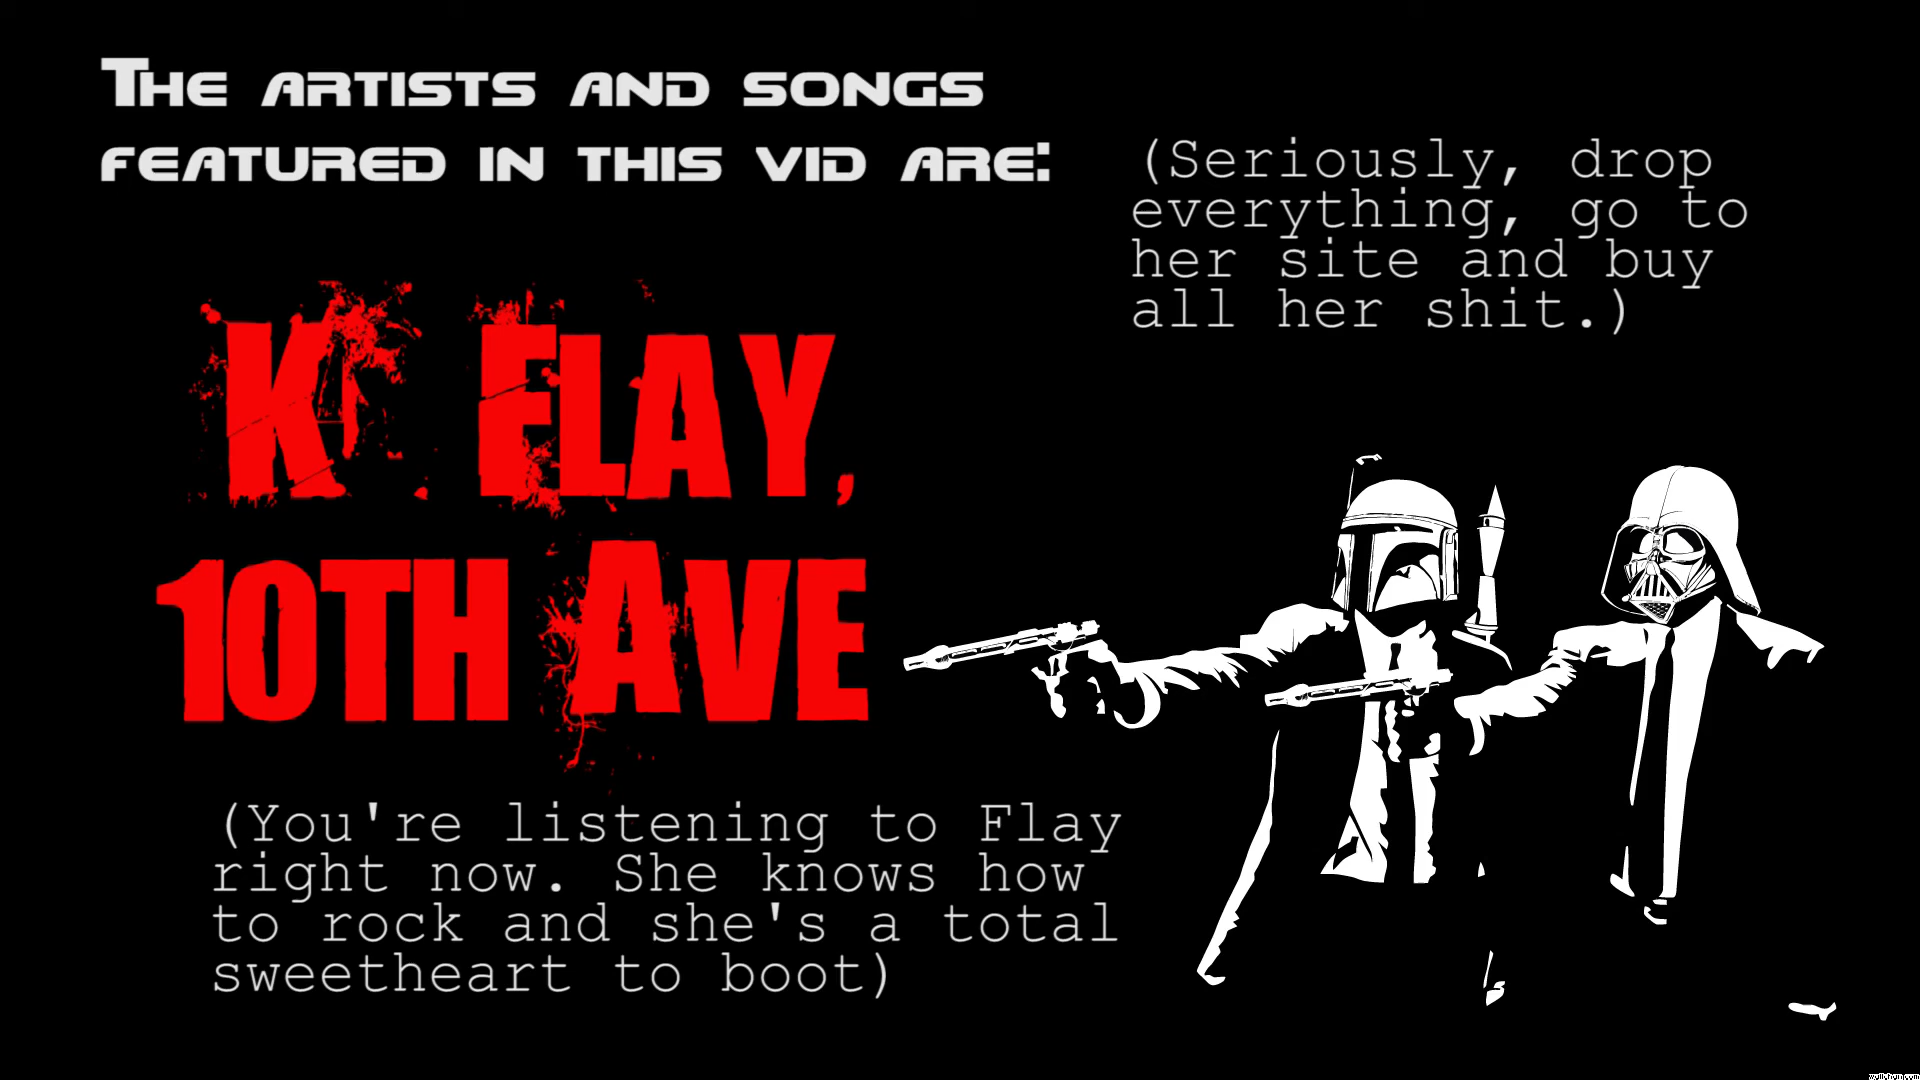 The artists and songs
featured in this vid are:
(Seriously, drop
everything, go to
her site and buy
all her shit.)
K. Flay,
10th Ave
(You're listening to Flay
right now. She knows how
to rock and she's a total
sweetheart to boot)